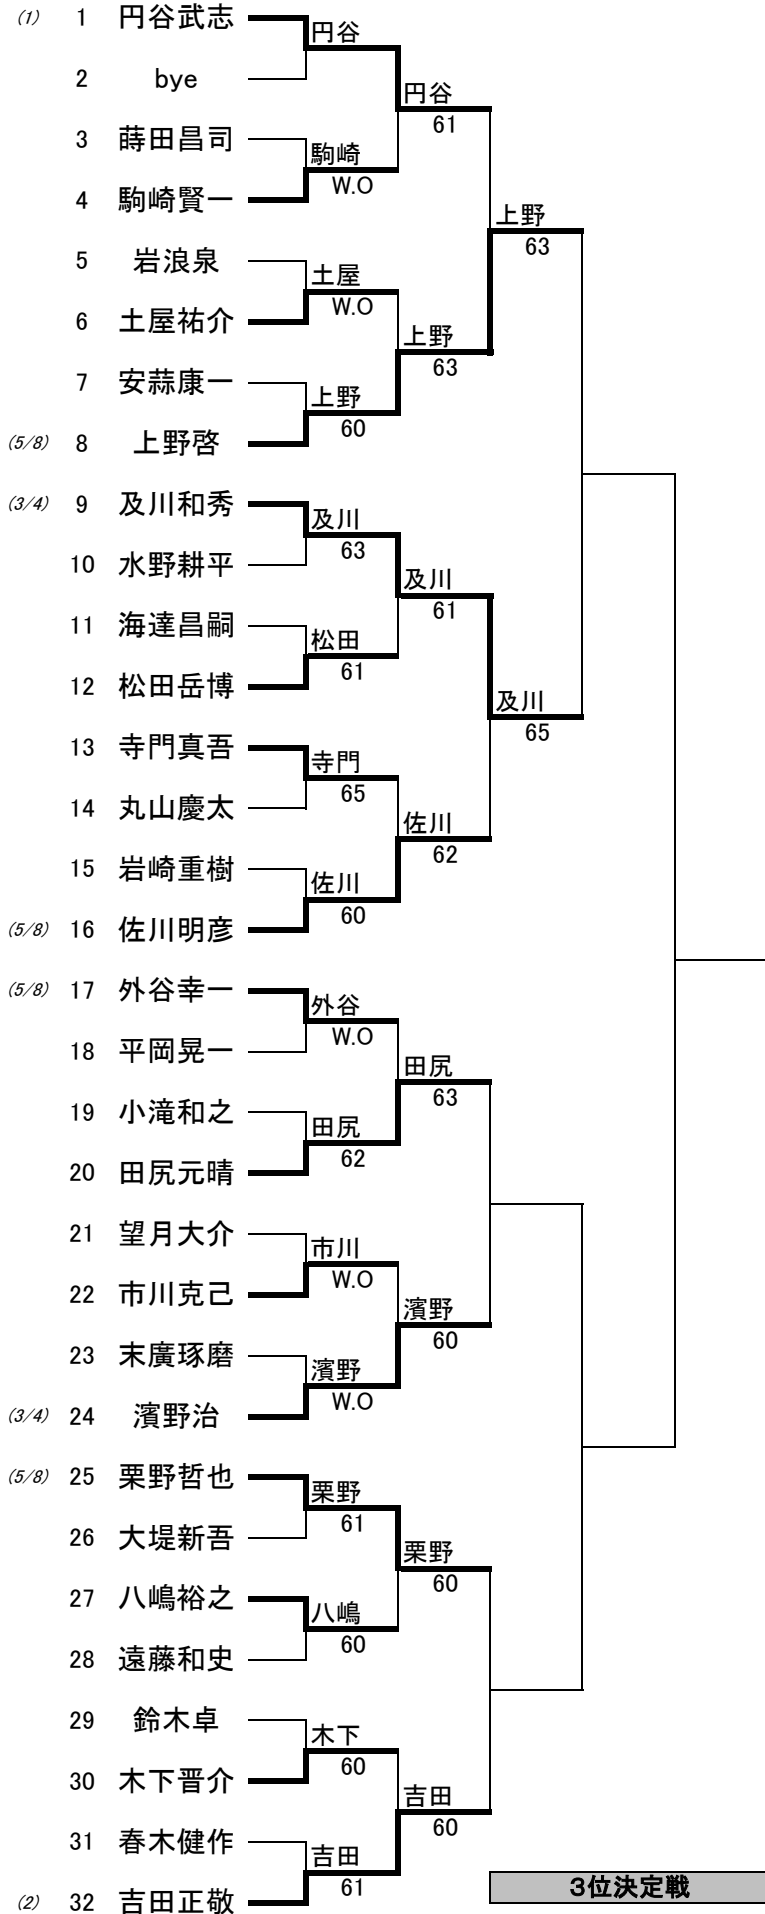 (1) 1 円谷武志
円谷
2 bye
円谷
61
3 蒔田昌司
駒崎
W.O
4 駒崎賢一
上野
63
5 岩浪泉
土屋
W.O
6 土屋祐介
上野
63
7 安蒜康一
上野
60
(5/8) 8 上野啓
(3/4) 9 及川和秀
及川
63
10 水野耕平
及川
61
11 海達昌嗣
松田
61
12 松田岳博
及川
65
13 寺門真吾
寺門
65
14 丸山慶太
佐川
62
15 岩崎重樹
佐川
60
(5/8) 16 佐川明彦
(5/8) 17 外谷幸一
外谷
W.O
18 平岡晃一
田尻
63
19 小滝和之
田尻
62
20 田尻元晴
21 望月大介
市川
W.O
22 市川克己
濱野
60
23 末廣琢磨
濱野
W.O
(3/4) 24 濱野治
(5/8) 25 栗野哲也
栗野
61
26 大堤新吾
栗野
60
27 八嶋裕之
八嶋
60
28 遠藤和史
29 鈴木卓
木下
60
30 木下晋介
吉田
60
31 春木健作
吉田
61
(2) 32 吉田正敬
３位決定戦